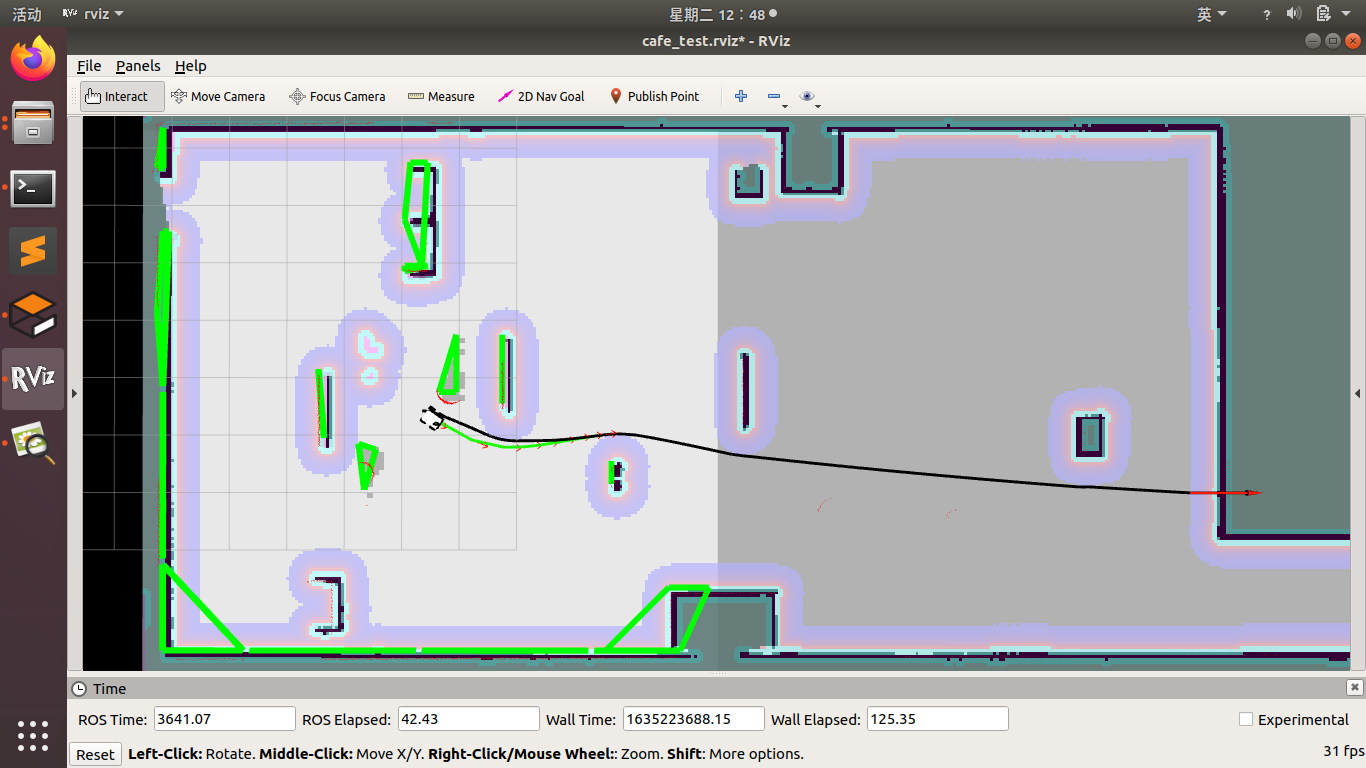 活动 RViz rviz 星期二 12：48 英 ?
cafe_test.rviz* - RViz
File Panels Help
Interact Move Camera Focus Camera Measure 2D Nav Goal Publish Point
RViz
Time
ROS Time: 3641.07 ROS Elapsed: 42.43 Wall Time: 1635223688.15 Wall Elapsed: 125.35 Experimental
Reset Left-Click: Rotate. Middle-Click: Move X/Y. Right-Click/Mouse Wheel:: Zoom. Shift: More options. 31 fps